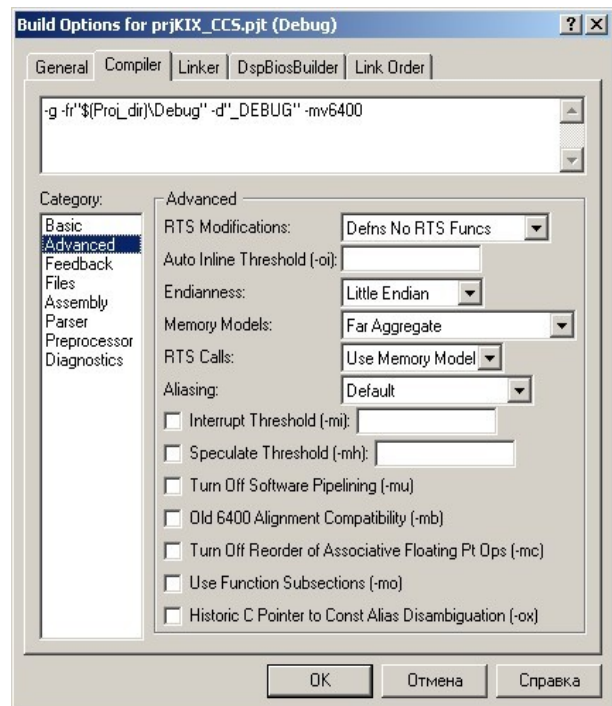 Build Options for prjKIX_CCS.pjt (Debug)
General Compiler Linker DspBiosBuilder Link Order
-g -fr"$(Proj_dir)\Debug" -d"_DEBUG" -mv6400
Category:
Basic
Advanced
Feedback
Files
Assembly
Parser
Preprocessor
Diagnostics
Advanced
RTS Modifications: Defns No RTS Funcs
Auto Inline Threshold (-oi):
Endianness: Little Endian
Memory Models: Far Aggregate
RTS Calls: Use Memory Model
Aliasing: Default
Interrupt Threshold (-mi):
Speculate Threshold (-mh):
Turn Off Software Pipelining (-mu)
Old 6400 Alignment Compatibility (-mb)
Turn Off Reorder of Associative Floating Pt Ops (-mc)
Use Function Subsections (-mo)
Historic C Pointer to Const Alias Disambiguation (-ox)
OK Отмена Справка